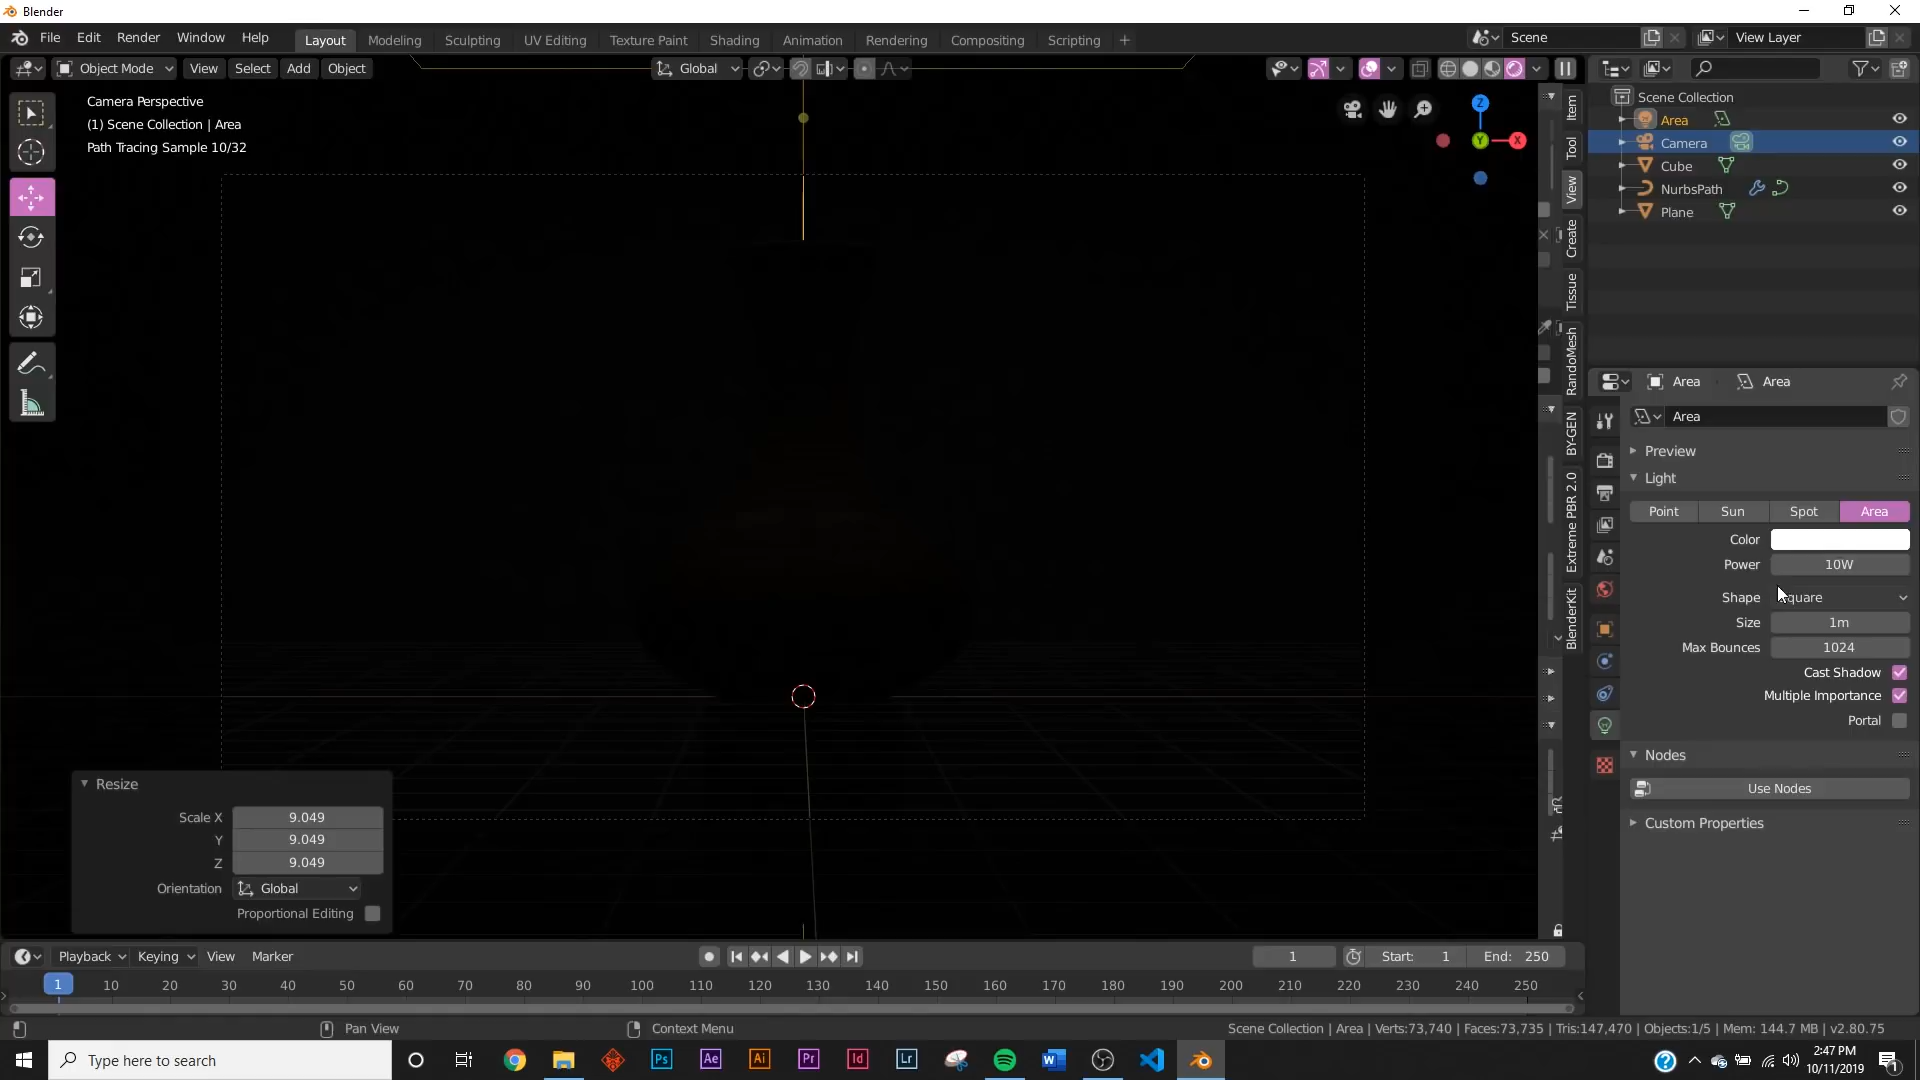 Blender
File Edit Render Window Help Layout Modeling Sculpting UV Editing Texture Paint Shading Animation Rendering Compositing Scripting + Scene View Layer
Object Mode View Select Add Object Global
Camera Perspective
(1) Scene Collection | Area
Path Tracing Sample 10/32
Z
Y
X
Item
Tool
View
Create
Tissue
RandoMesh
BY-GEN
Extreme PBR 2.0
BlenderKit
Scene Collection
Area
Camera
Cube
NurbsPath
Plane
Area Area
Area
Preview
Light
Point Sun Spot Area
Color
Power 10W
Shape quare
Size 1m
Max Bounces 1024
Cast Shadow
Multiple Importance
Portal
Nodes
Use Nodes
Custom Properties
Resize
Scale X 9.049
Y 9.049
Z 9.049
Orientation Global
Proportional Editing
Playback Keying View Marker 1 Start: 1 End: 250
1 10 20 30 40 50 60 70 80 90 100 110 120 130 140 150 160 170 180 190 200 210 220 230 240 250
Pan View Context Menu Scene Collection | Area | Verts:73,740 | Faces:73,735 | Tris:147,470 | Objects:1/5 | Mem: 144.7 MB | v2.80.75
Type here to search Ps Ae Ai Pr Id Lr
2:47 PM
10/11/2019
1